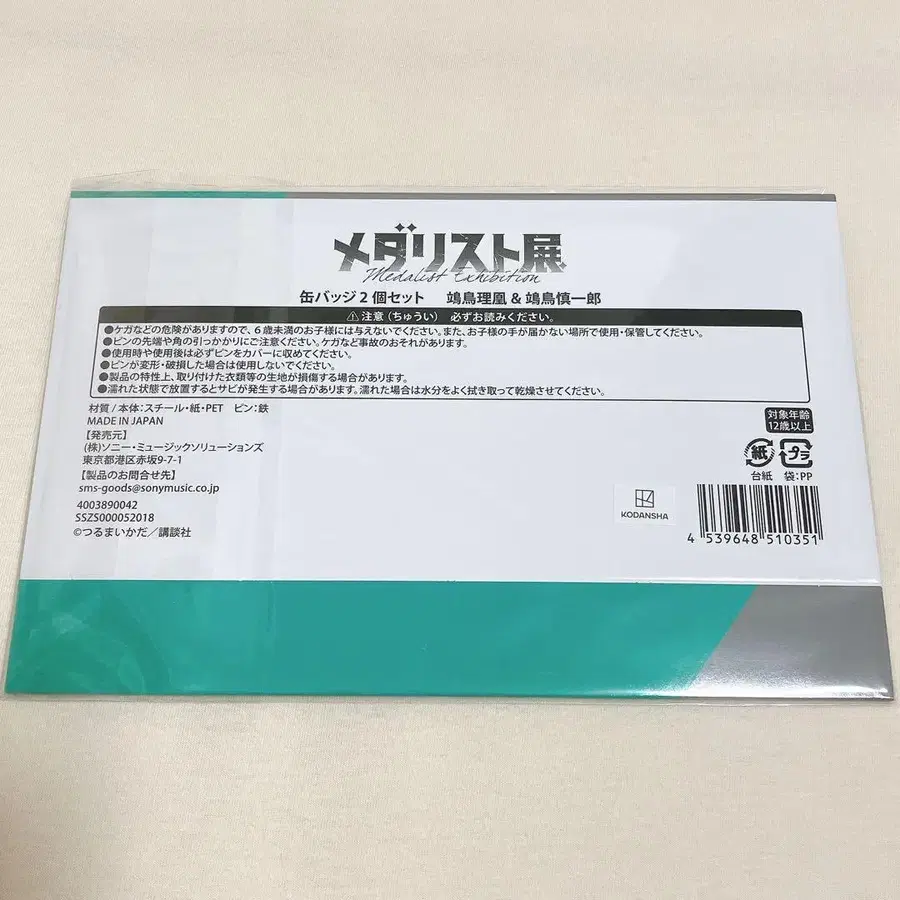 メダリスト展
Medalist Exhibition
缶バッジ2個セット 鴗鳥理凰 & 鴗鳥慎一郎
⚠ 注意(ちゅうい) 必ずお読みください。
●ケガなどの危険がありますので、6歳未満のお子様には与えないでください。また、お子様の手が届かない場所で使用・保管してください。
●ピンの先端や角の引っかかりにご注意ください。ケガなど事故のおそれがあります。
●使用時や使用後は必ずピンをカバーに収めてください。
●ピンが変形・破損した場合は使用しないでください。
●製品の特性上、取り付けた衣類等の生地が損傷する場合があります。
●濡れた状態で放置するとサビが発生する場合があります。濡れた場合は水分をよく拭き取って乾燥させてください。
材質/本体:スチール・紙・PET ピン:鉄
MADE IN JAPAN
【発売元】
(株)ソニー・ミュージックソリューションズ
東京都港区赤坂9-7-1
【製品のお問合せ先】
sms-goods@sonymusic.co.jp
4003890042
SSZS000052018
©つるまいかだ/講談社
対象年齢
12歳以上
紙 プラ
台紙 袋:PP
KODANSHA
4 539648 510351